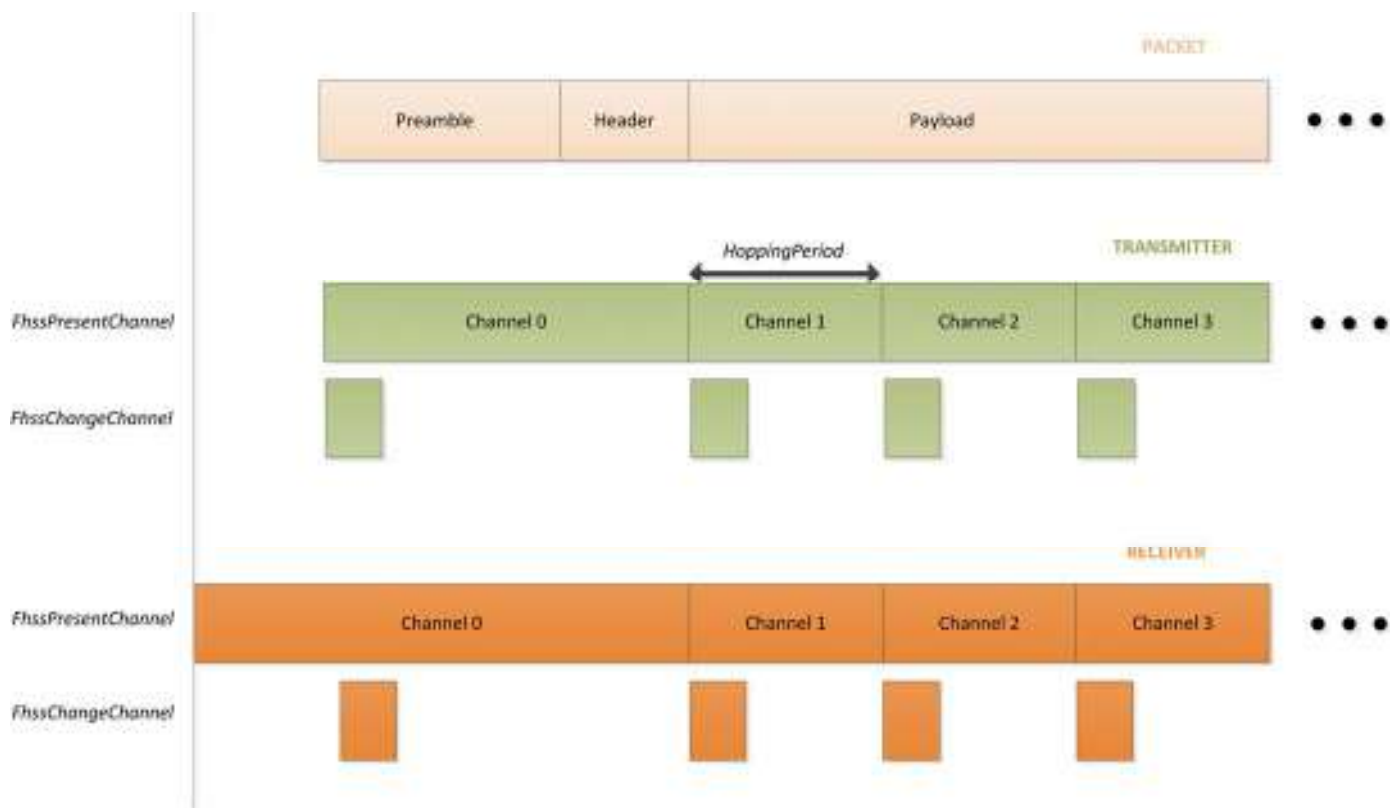 PACKET
Preamble Header Payload
HoppingPeriod
TRANSMITTER
FhssPresentChannel Channel 0 Channel 1 Channel 2 Channel 3
FhssChangeChannel
RECEIVER
FhssPresentChannel Channel 0 Channel 1 Channel 2 Channel 3
FhssChangeChannel